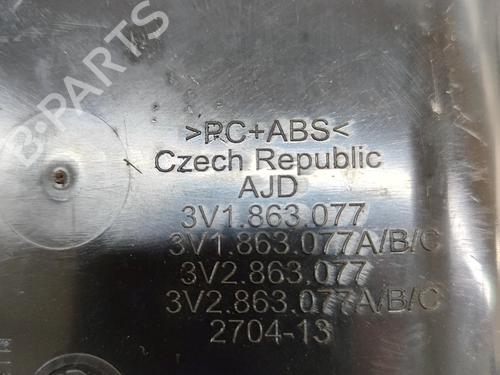 >PC+ABS<
Czech Republic
AJD
3V1.863.077
3V1.863.077A/B/C
3V2.863.077
3V2.863.077A/B/C
2704-13
B-PARTS